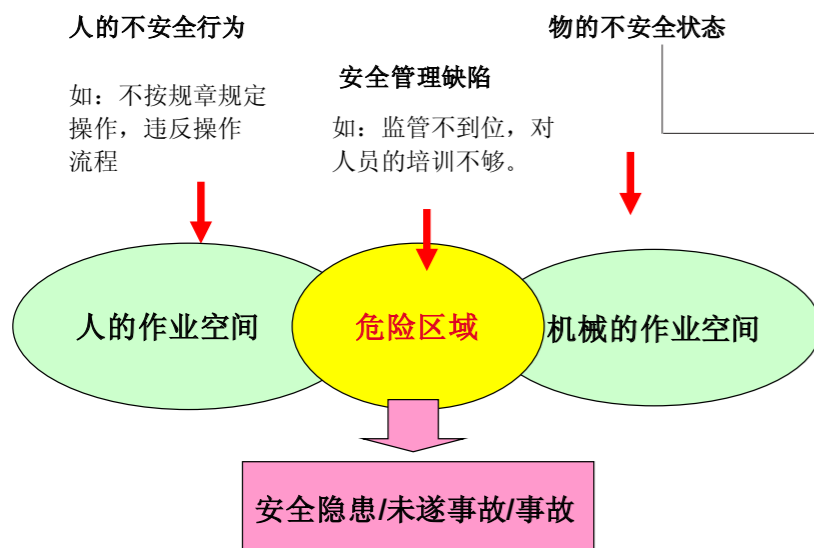 人的不安全行为
如：不按规章规定
操作，违反操作
流程
安全管理缺陷
如：监管不到位，对
人员的培训不够。
物的不安全状态
人的作业空间
危险区域
机械的作业空间
安全隐患/未遂事故/事故